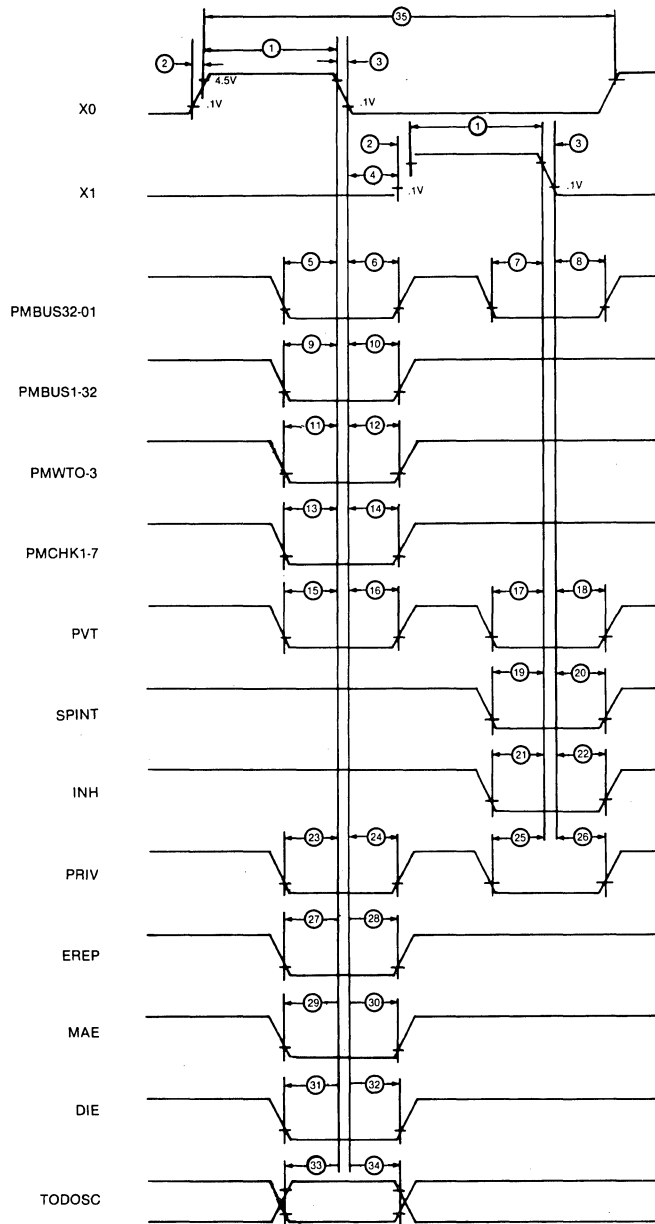 35
1
2
3
4.5V
.1V
.1V
X0
1
2
3
4
.1V
.1V
X1
5
6
7
8
PMBUS32-01
9
10
PMBUS1-32
11
12
PMWTO-3
13
14
PMCHK1-7
15
16
17
18
PVT
19
20
SPINT
21
22
INH
23
24
25
26
PRIV
27
28
EREP
29
30
MAE
31
32
DIE
33
34
TODOSC